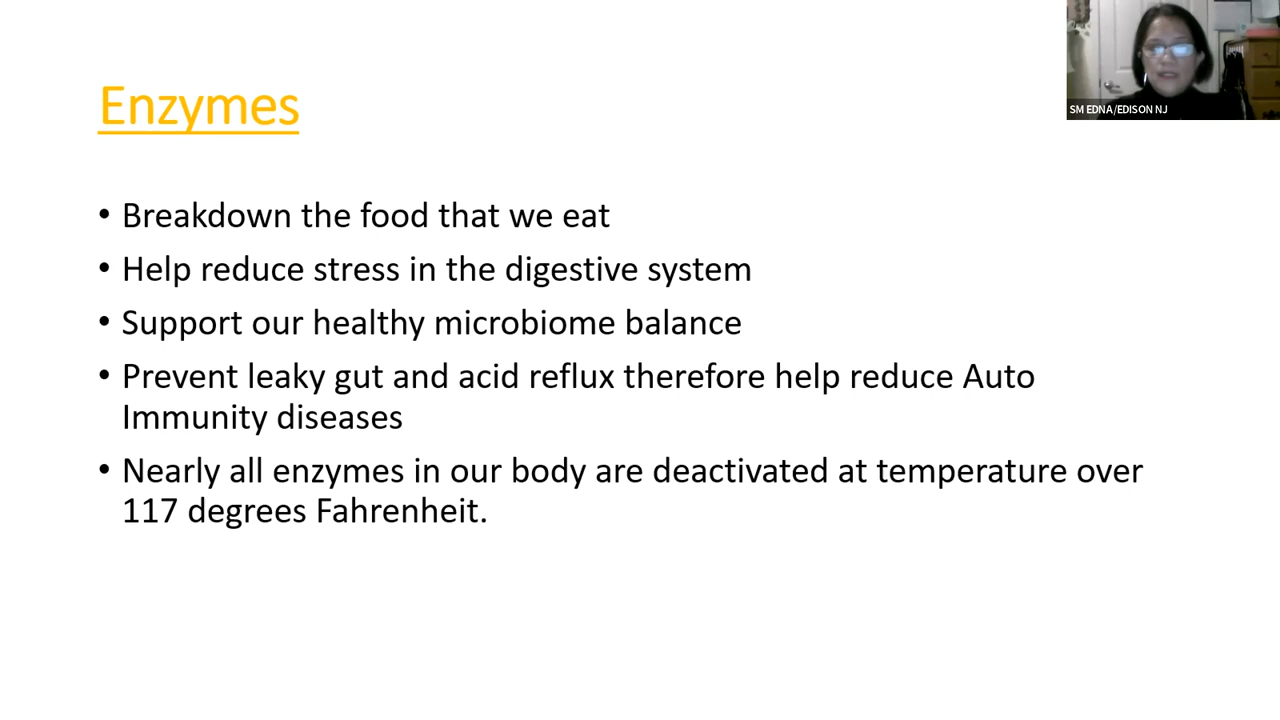 Enzymes
SM EDNA/EDISON NJ
• Breakdown the food that we eat
• Help reduce stress in the digestive system
• Support our healthy microbiome balance
• Prevent leaky gut and acid reflux therefore help reduce Auto
Immunity diseases
• Nearly all enzymes in our body are deactivated at temperature over
117 degrees Fahrenheit.